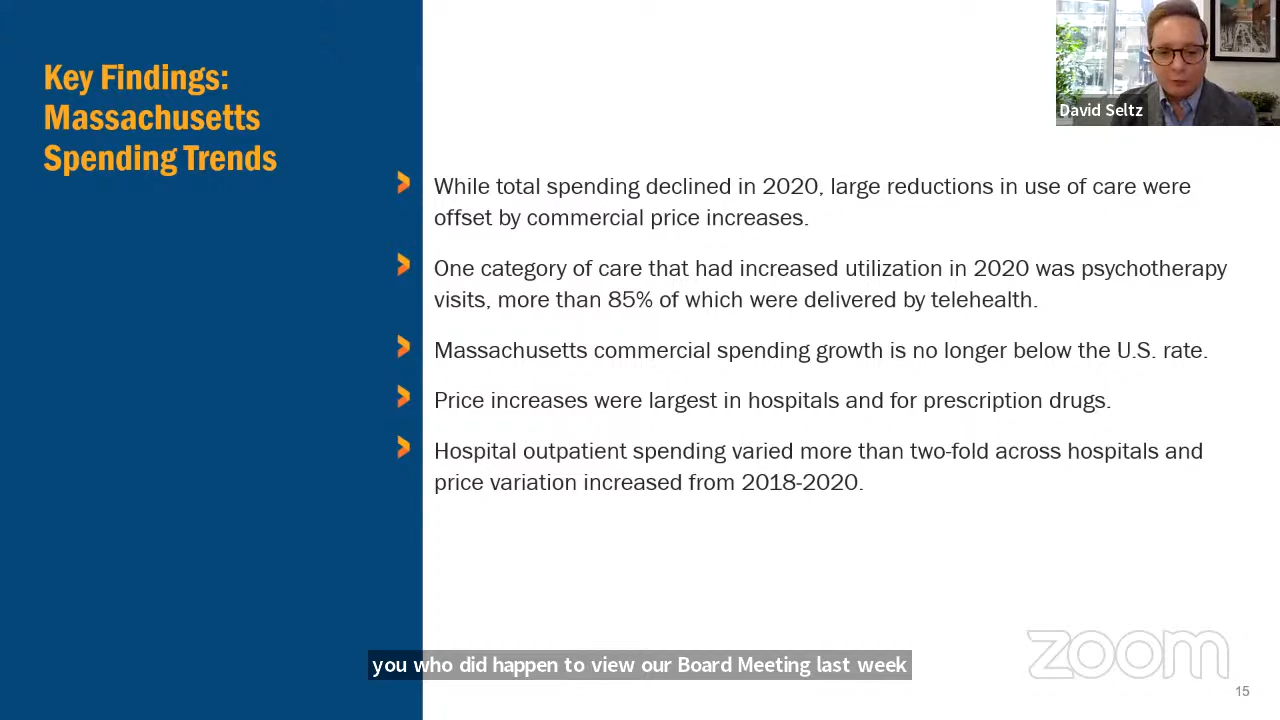 Key Findings:
Massachusetts
Spending Trends
David Seltz
While total spending declined in 2020, large reductions in use of care were
offset by commercial price increases.
One category of care that had increased utilization in 2020 was psychotherapy
visits, more than 85% of which were delivered by telehealth.
Massachusetts commercial spending growth is no longer below the U.S. rate.
Price increases were largest in hospitals and for prescription drugs.
Hospital outpatient spending varied more than two-fold across hospitals and
price variation increased from 2018-2020.
you who did happen to view our Board Meeting last week
zoom
15